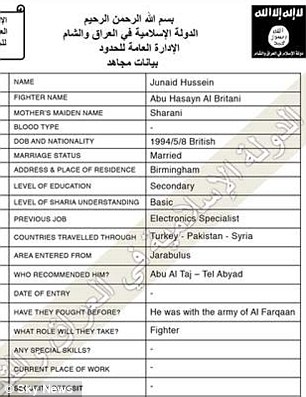 بسم الله الرحمن الرحيم
الدولة الإسلامية في العراق والشام
الإدارة العامة للحدود
بيانات مجاهد
NAME Junaid Hussein
FIGHTER NAME Abu Hasayn Al Britani
MOTHER'S MAIDEN NAME Sharani
BLOOD TYPE -
DOB AND NATIONALITY 1994/5/8 British
MARRIAGE STATUS Married
ADDRESS & PLACE OF RESIDENCE Birmingham
LEVEL OF EDUCATION Secondary
LEVEL OF SHARIA UNDERSTANDING Basic
PREVIOUS JOB Electronics Specialist
COUNTRIES TRAVELLED THROUGH Turkey - Pakistan - Syria
AREA ENTERED FROM Jarabulus
WHO RECOMMENDED HIM? Abu Al Taj – Tel Abyad
DATE OF ENTRY -
HAVE THEY FOUGHT BEFORE? He was with the army of Al Farqaan
WHAT ROLE WILL THEY TAKE? Fighter
ANY SPECIAL SKILLS? -
CURRENT PLACE OF WORK -
SECURITY DEPOSIT -